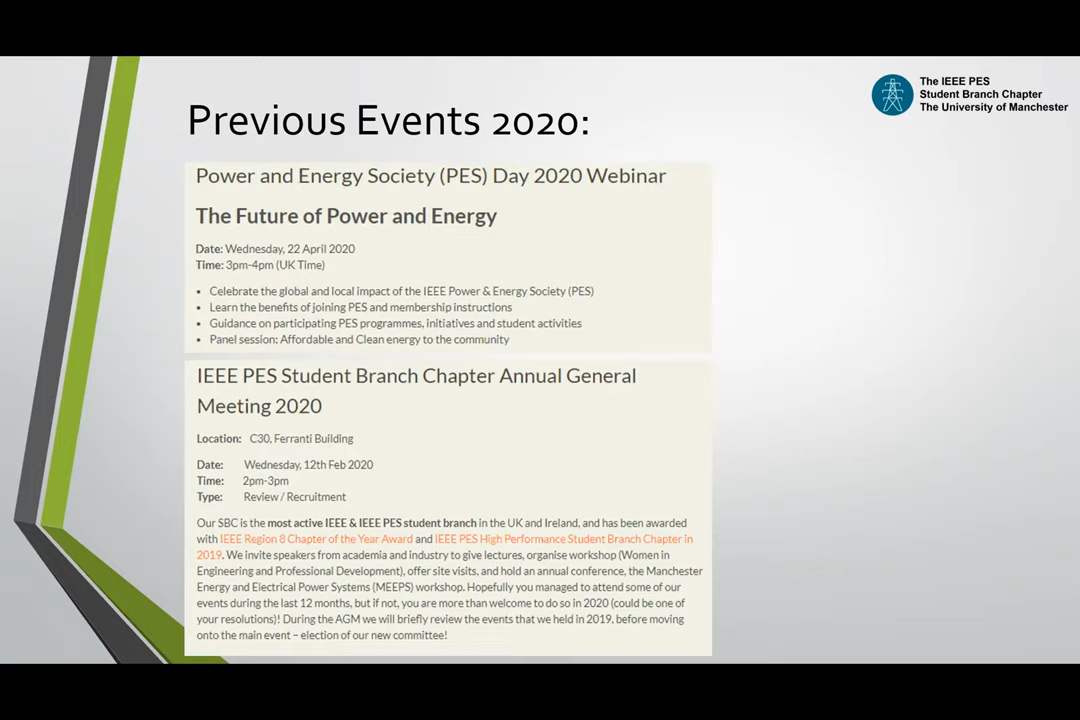 The IEEE PES
Student Branch Chapter
The University of Manchester
Previous Events 2020:
Power and Energy Society (PES) Day 2020 Webinar
The Future of Power and Energy
Date: Wednesday, 22 April 2020
Time: 3pm-4pm (UK Time)
• Celebrate the global and local impact of the IEEE Power & Energy Society (PES)
• Learn the benefits of joining PES and membership instructions
• Guidance on participating PES programmes, initiatives and student activities
• Panel session: Affordable and Clean energy to the community
IEEE PES Student Branch Chapter Annual General
Meeting 2020
Location: C30, Ferranti Building
Date: Wednesday, 12th Feb 2020
Time: 2pm-3pm
Type: Review / Recruitment
Our SBC is the most active IEEE & IEEE PES student branch in the UK and Ireland, and has been awarded
with IEEE Region 8 Chapter of the Year Award and IEEE PES High Performance Student Branch Chapter in
2019. We invite speakers from academia and industry to give lectures, organise workshop (Women in
Engineering and Professional Development), offer site visits, and hold an annual conference, the Manchester
Energy and Electrical Power Systems (MEEPS) workshop. Hopefully you managed to attend some of our
events during the last 12 months, but if not, you are more than welcome to do so in 2020 (could be one of
your resolutions)! During the AGM we will briefly review the events that we held in 2019, before moving
onto the main event – election of our new committee!